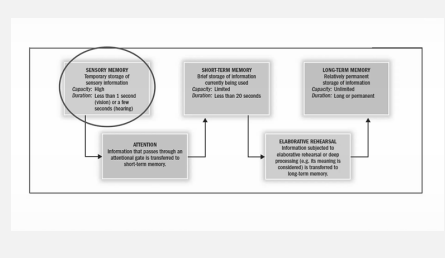 SENSORY MEMORY
Temporary storage of
sensory information
Capacity: High
Duration: Less than 1 second
(vision) or a few
seconds (hearing)
SHORT-TERM MEMORY
Brief storage of information
currently being used
Capacity: Limited
Duration: Less than 20 seconds
LONG-TERM MEMORY
Relatively permanent
storage of information
Capacity: Unlimited
Duration: Long or permanent
ATTENTION
Information that passes through an
attentional gate is transferred to
short-term memory.
ELABORATIVE REHEARSAL
Information subjected to
elaborative rehearsal or deep
processing (e.g. its meaning is
considered) is transferred to
long-term memory.